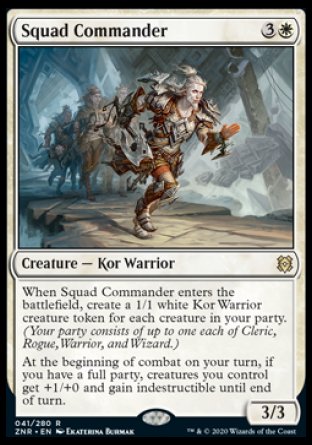 Squad Commander 3
Creature — Kor Warrior
When Squad Commander enters the
battlefield, create a 1/1 white Kor Warrior
creature token for each creature in your party.
(Your party consists of up to one each of Cleric,
Rogue, Warrior, and Wizard.)
At the beginning of combat on your turn, if
you have a full party, creatures you control
get +1/+0 and gain indestructible until
end of turn.
3/3
041/280 R
ZNR • EN Ekaterina Burmak ™ & © 2020 Wizards of the Coast